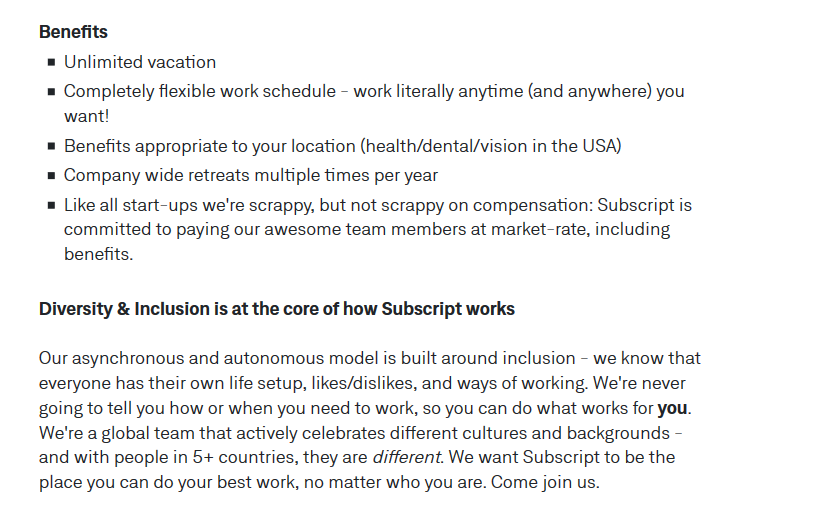 Benefits
Unlimited vacation
Completely flexible work schedule - work literally anytime (and anywhere) you
want!
Benefits appropriate to your location (health/dental/vision in the USA)
Company wide retreats multiple times per year
Like all start-ups we're scrappy, but not scrappy on compensation: Subscript is
committed to paying our awesome team members at market-rate, including
benefits.
Diversity & Inclusion is at the core of how Subscript works
Our asynchronous and autonomous model is built around inclusion - we know that
everyone has their own life setup, likes/dislikes, and ways of working. We're never
going to tell you how or when you need to work, so you can do what works for you.
We're a global team that actively celebrates different cultures and backgrounds -
and with people in 5+ countries, they are different. We want Subscript to be the
place you can do your best work, no matter who you are. Come join us.